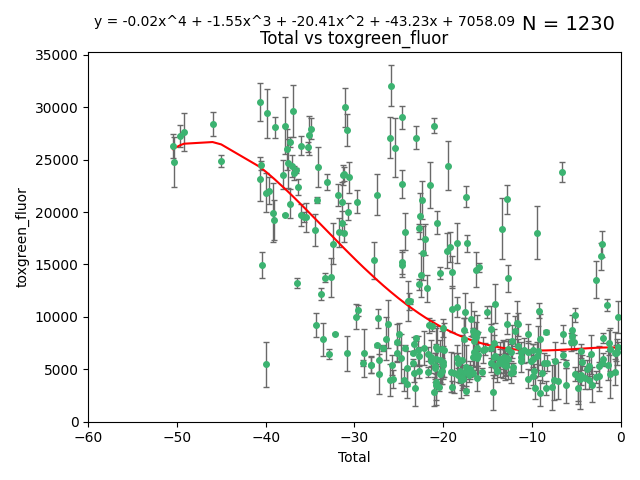 y = -0.02x^4 + -1.55x^3 + -20.41x^2 + -43.23x + 7058.09 N = 1230
Total vs toxgreen_fluor
35000
30000
25000
20000
15000
10000
5000
0
toxgreen_fluor
−60 −50 −40 −30 −20 −10 0
Total